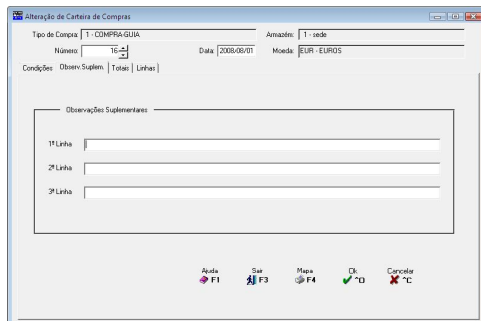 Alteração de Carteira de Compras
Tipo de Compra: 1 - COMPRA-GUIA Armazém: 1 - sede
Número: 16 Data: 2008/08/01 Moeda: EUR - EUROS
Condições Observ.Suplem. Totais Linhas
Observações Suplementares
1ª Linha
2ª Linha
3ª Linha
Ajuda Sair Mapa Ok Cancelar
F1 F3 F4 ^O ^C